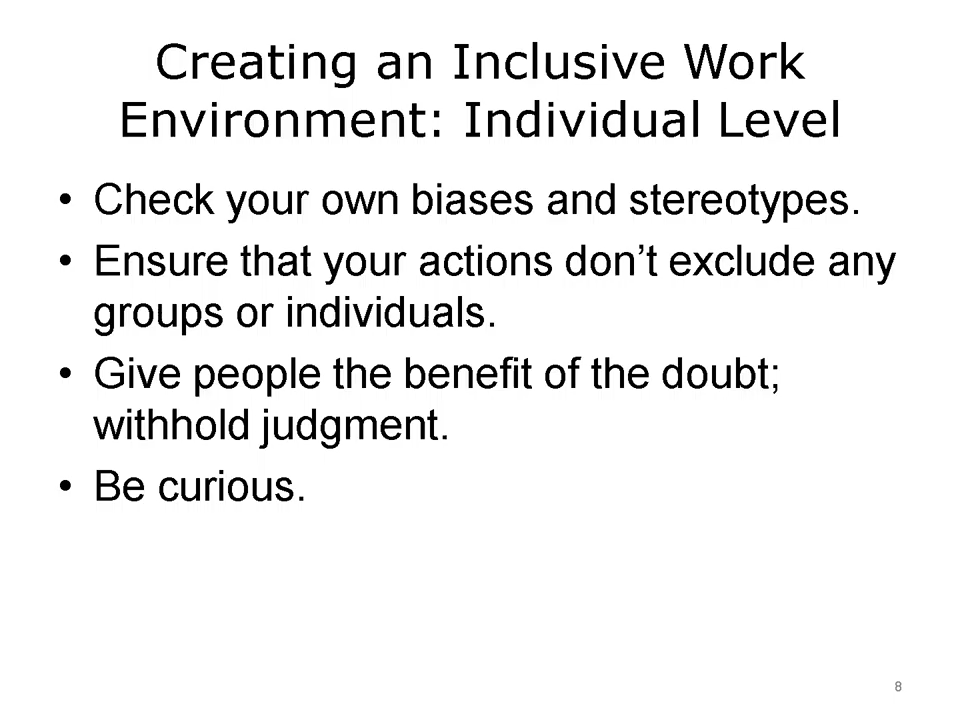 Creating an Inclusive Work
Environment: Individual Level
• Check your own biases and stereotypes.
• Ensure that your actions don’t exclude any
groups or individuals.
• Give people the benefit of the doubt;
withhold judgment.
• Be curious.
8